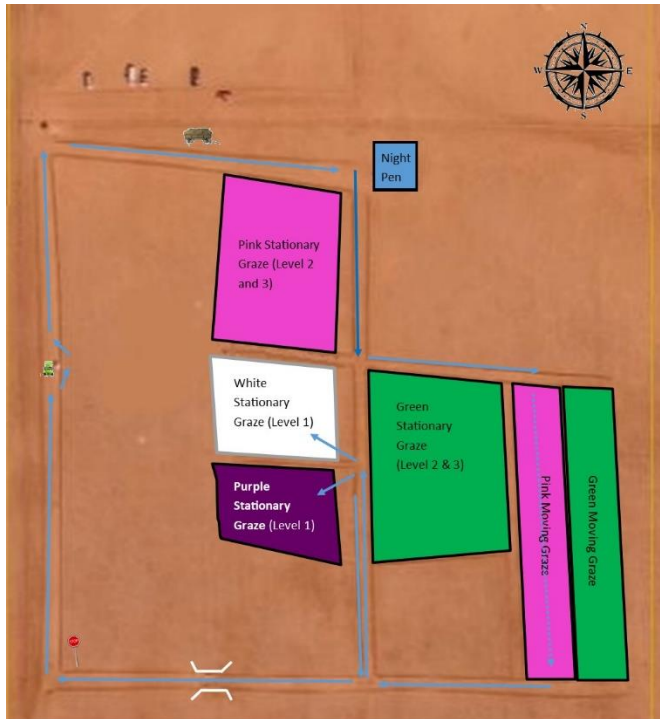 N
W E
S
Night
Pen
Pink Stationary
Graze (Level 2
and 3)
White
Stationary
Graze (Level 1)
Green
Stationary
Graze
(Level 2 & 3)
Purple
Stationary
Graze (Level 1)
Pink Moving Graze
Green Moving Graze
STOP